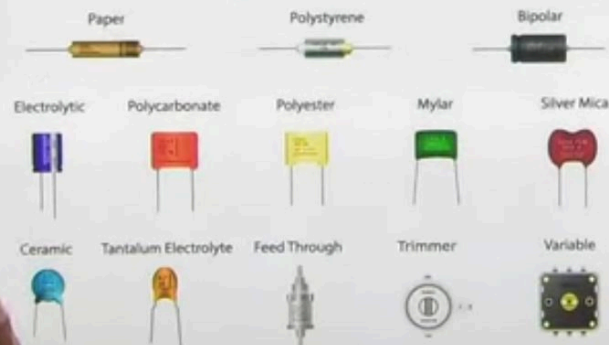 Paper
Polystyrene
Bipolar
Electrolytic
Polycarbonate
Polyester
Mylar
Silver Mica
Ceramic
Tantalum Electrolyte
Feed Through
Trimmer
Variable